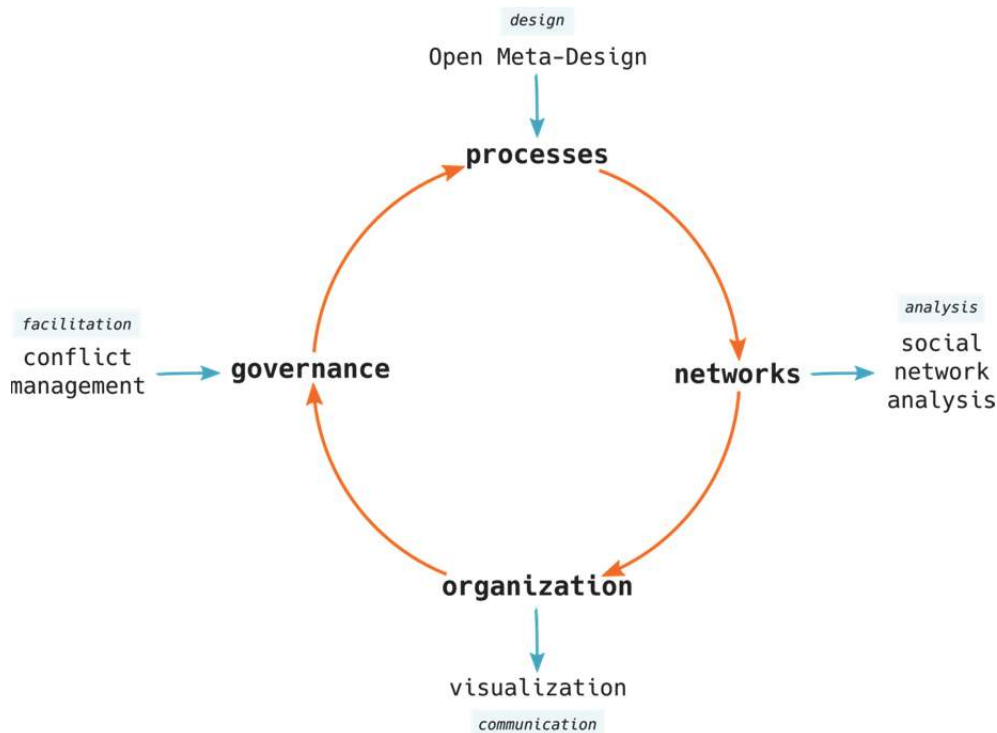 design
Open Meta-Design
processes
facilitation
conflict
management
governance
analysis
networks
social
network
analysis
organization
visualization
communication